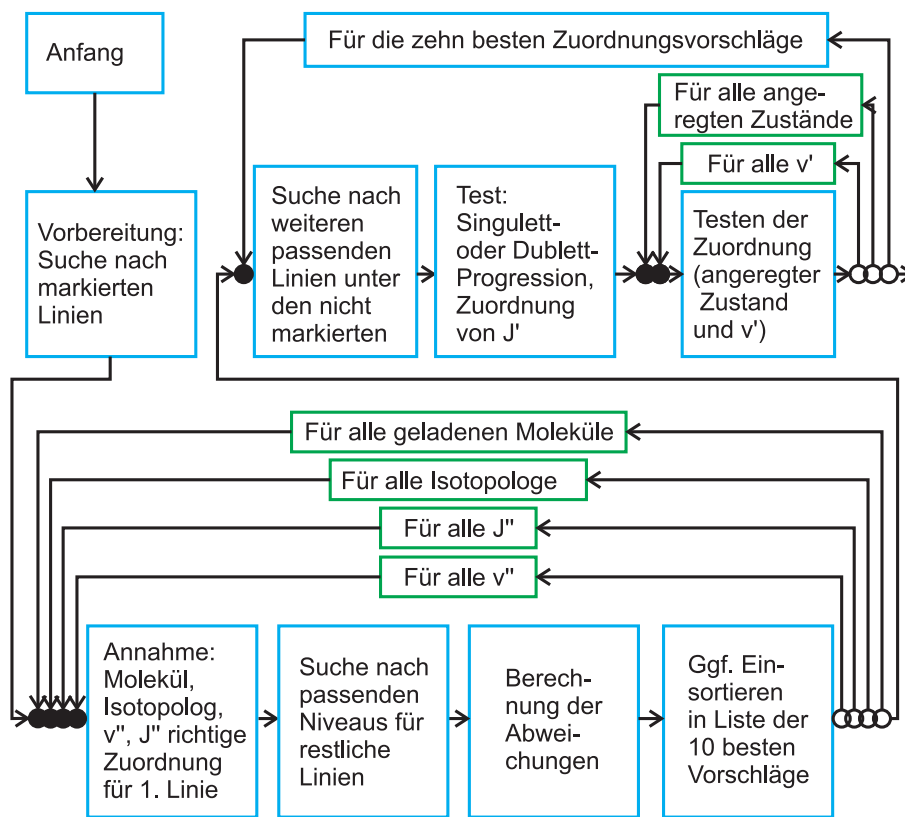 Anfang
Für die zehn besten Zuordnungsvorschläge
Für alle ange-
regten Zustände
Für alle v'
Vorbereitung:
Suche nach
markierten
Linien
Suche nach
weiteren
passenden
Linien unter
den nicht
markierten
Test:
Singulett-
oder Dublett-
Progression,
Zuordnung
von J'
Testen der
Zuordnung
(angeregter
Zustand
und v')
Für alle geladenen Moleküle
Für alle Isotopologe
Für alle J''
Für alle v''
Annahme:
Molekül,
Isotopolog,
v'', J'' richtige
Zuordnung
für 1. Linie
Suche nach
passenden
Niveaus für
restliche
Linien
Berech-
nung der
Abwei-
chungen
Ggf. Ein-
sortieren
in Liste der
10 besten
Vorschläge